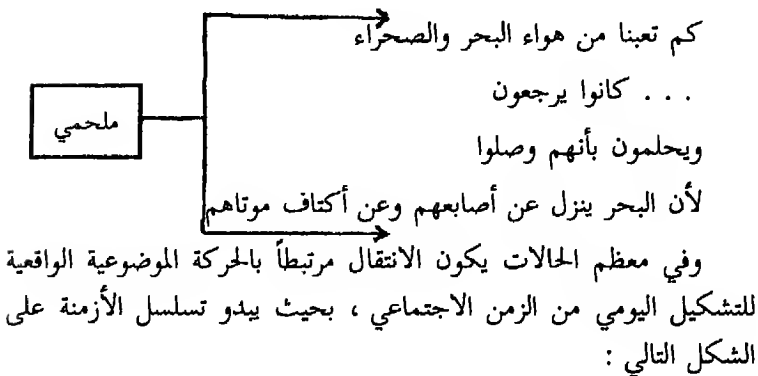 كم تعبنا من هواء البحر والصحراء
. . . كانوا يرجعون
ملحمي
ويحلمون بأنهم وصلوا
لأن البحر ينزل عن أصابعهم وعن أكتاف موتاهم
وفي معظم الحالات يكون الانتقال مرتبطاً بالحركة الموضوعية الواقعية
للتشكيل اليومي من الزمن الاجتماعي ، بحيث يبدو تسلسل الأزمنة على
الشكل التالي :